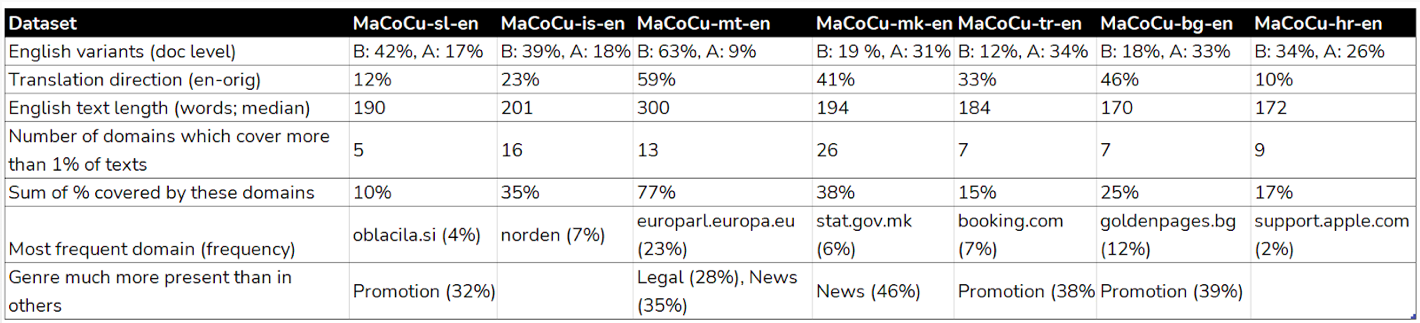 Dataset MaCoCu-sl-en MaCoCu-is-en MaCoCu-mt-en MaCoCu-mk-en MaCoCu-tr-en MaCoCu-bg-en MaCoCu-hr-en
English variants (doc level) B: 42%, A: 17% B: 39%, A: 18% B: 63%, A: 9% B: 19 %, A: 31% B: 12%, A: 34% B: 18%, A: 33% B: 34%, A: 26%
Translation direction (en-orig) 12% 23% 59% 41% 33% 46% 10%
English text length (words; median) 190 201 300 194 184 170 172
Number of domains which cover more
than 1% of texts 5 16 13 26 7 7 9
Sum of % covered by these domains 10% 35% 77% 38% 15% 25% 17%
Most frequent domain (frequency) oblacila.si (4%) norden (7%) europarl.europa.eu (23%) stat.gov.mk (6%) booking.com (7%) goldenpages.bg (12%) support.apple.com (2%)
Genre much more present than in
others Promotion (32%) Legal (28%), News (35%) News (46%) Promotion (38% Promotion (39%)